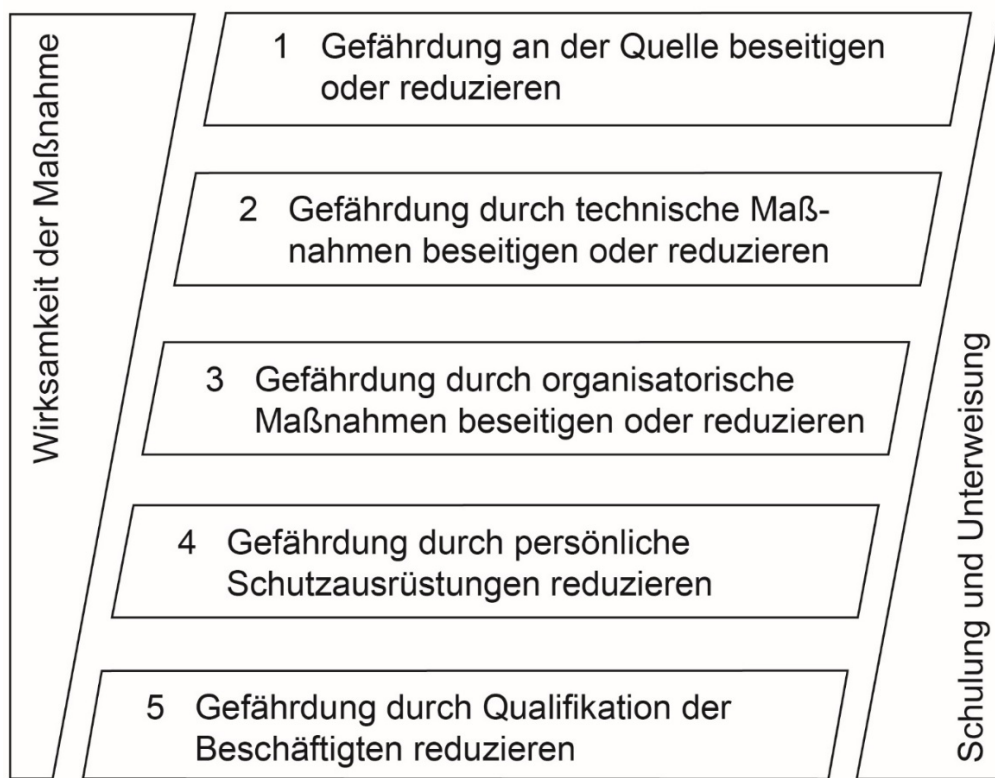 Wirksamkeit der Maßnahme
1 Gefährdung an der Quelle beseitigen
oder reduzieren
2 Gefährdung durch technische Maß-
nahmen beseitigen oder reduzieren
3 Gefährdung durch organisatorische
Maßnahmen beseitigen oder reduzieren
4 Gefährdung durch persönliche
Schutzausrüstungen reduzieren
5 Gefährdung durch Qualifikation der
Beschäftigten reduzieren
Schulung und Unterweisung